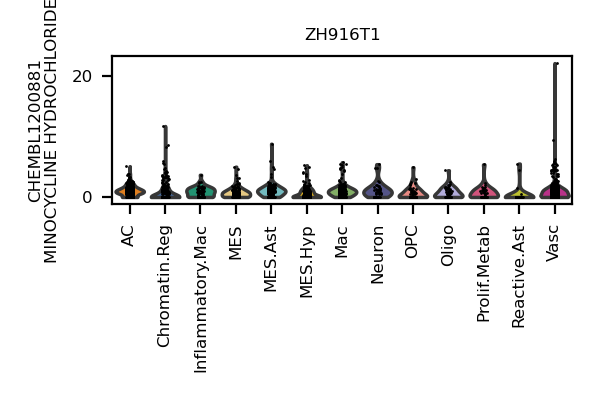 ZH916T1
CHEMBL1200881
MINOCYCLINE HYDROCHLORIDE
20
0
AC
Chromatin.Reg
Inflammatory.Mac
MES
MES.Ast
MES.Hyp
Mac
Neuron
OPC
Oligo
Prolif.Metab
Reactive.Ast
Vasc